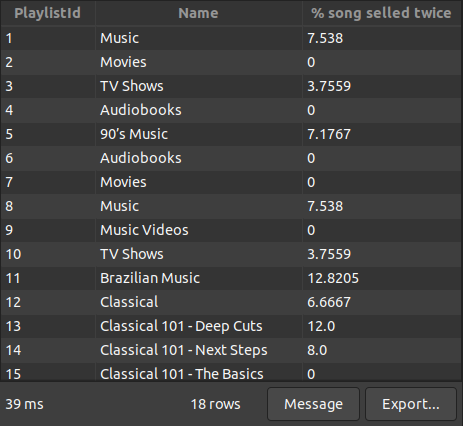 PlaylistId Name % song selled twice
1 Music 7.538
2 Movies 0
3 TV Shows 3.7559
4 Audiobooks 0
5 90's Music 7.1767
6 Audiobooks 0
7 Movies 0
8 Music 7.538
9 Music Videos 0
10 TV Shows 3.7559
11 Brazilian Music 12.8205
12 Classical 6.6667
13 Classical 101 - Deep Cuts 12.0
14 Classical 101 - Next Steps 8.0
15 Classical 101 - The Basics 0
39 ms 18 rows Message Export...